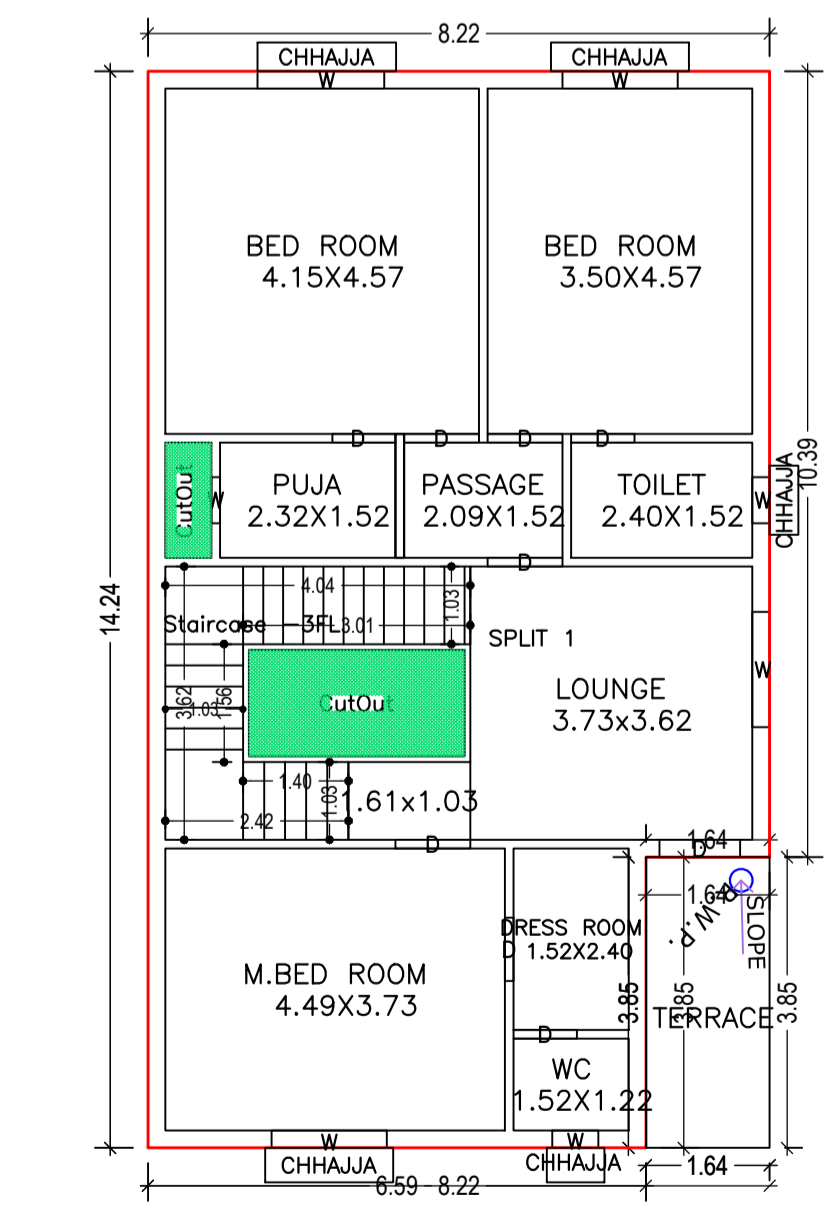 8.22
CHHAJJA
CHHAJJA
W
W
BED ROOM
4.15X4.57
BED ROOM
3.50X4.57
10.39
14.24
D
D
D
D
CutOut
W
PUJA
2.32X1.52
PASSAGE
2.09X1.52
TOILET
2.40X1.52
W
CHHAJJA
D
4.04
1.03
Staircase -3FL
3.01
SPLIT 1
3.62
1.03
1.56
CutOut
LOUNGE
3.73x3.62
W
1.40
1.03
1.61x1.03
2.42
D
1.64
D
1.64
R.W.P.
SLOPE
DRESS ROOM
D
1.52X2.40
M.BED ROOM
4.49X3.73
3.85
3.85
3.85
TERRACE
D
WC
1.52X1.22
W
W
CHHAJJA
CHHAJJA
1.64
6.59
8.22